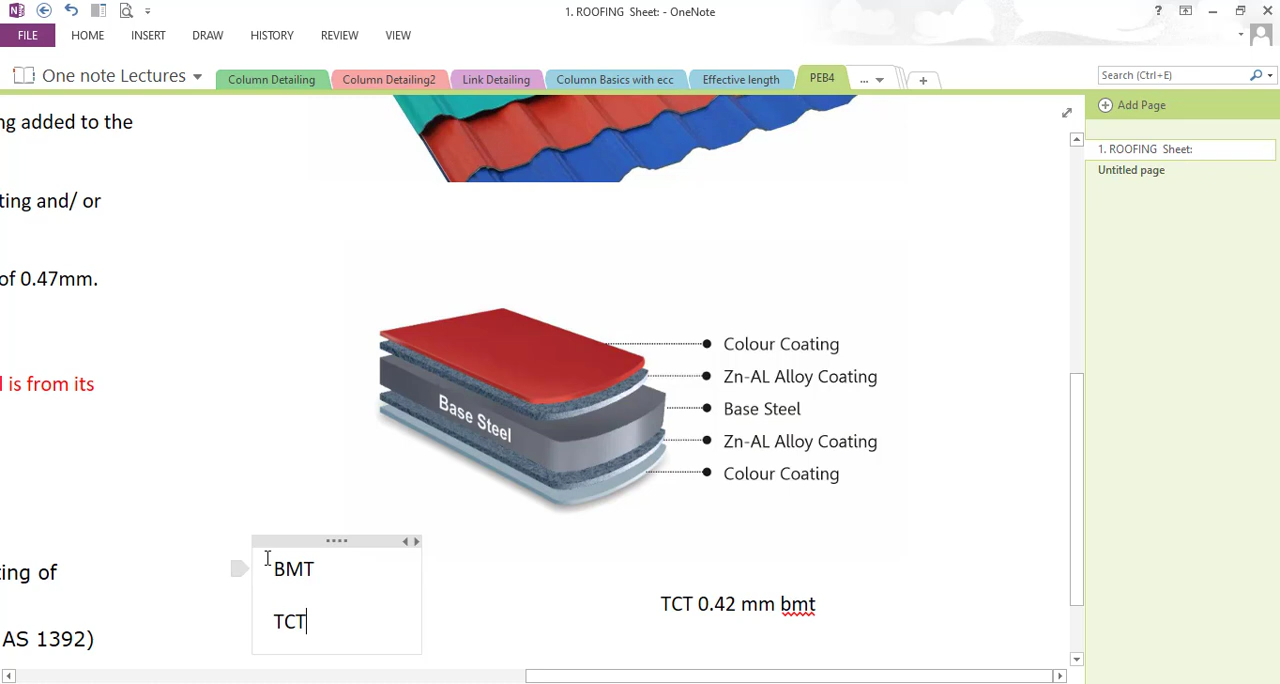 1. ROOFING  Sheet: - OneNote
FILE
HOME
INSERT
DRAW
HISTORY
REVIEW
VIEW
One note Lectures
Column Detailing
Column Detailing2
Link Detailing
Column Basics with ecc
Effective length
PEB4
...
Search (Ctrl+E)
Add Page
1. ROOFING  Sheet:
Untitled page
ng added to the
ting and/ or
of 0.47mm.
l is from its
Colour Coating
Zn-AL Alloy Coating
Base Steel
Base Steel
Zn-AL Alloy Coating
Colour Coating
ting of
AS 1392)
BMT
TCT
TCT 0.42 mm bmt